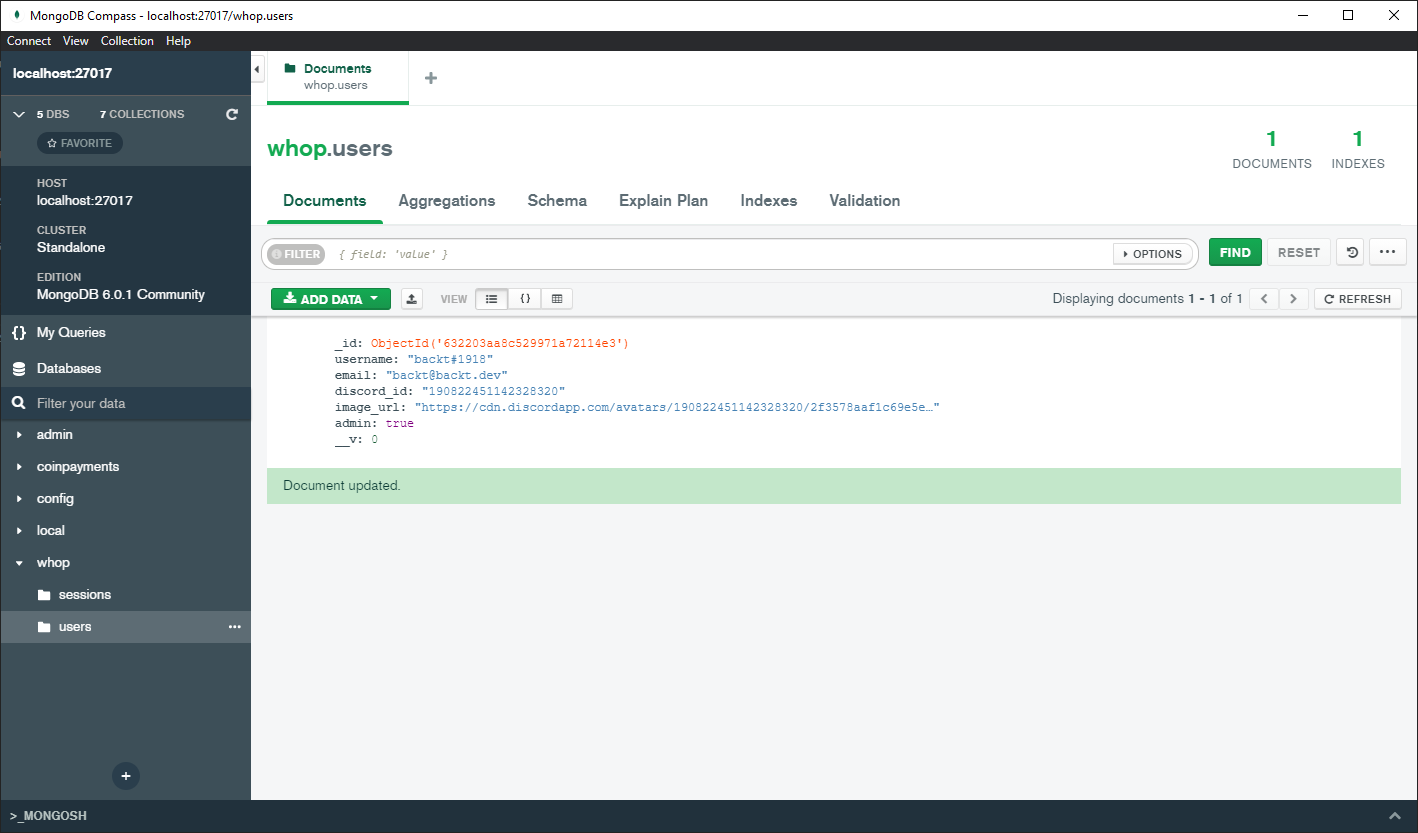 MongoDB Compass - localhost:27017/whop.users
Connect View Collection Help
localhost:27017
5 DBS 7 COLLECTIONS
FAVORITE
HOST
localhost:27017
CLUSTER
Standalone
EDITION
MongoDB 6.0.1 Community
{} My Queries
Databases
Filter your data
admin
coinpayments
config
local
whop
sessions
users
Documents
whop.users
whop.users
1 DOCUMENTS
1 INDEXES
Documents Aggregations Schema Explain Plan Indexes Validation
FILTER { field: 'value' } OPTIONS FIND RESET
ADD DATA VIEW {} Displaying documents 1 - 1 of 1 REFRESH
_id: ObjectId('632203aa8c529971a72114e3')
username: "backt#1918"
email: "backt@backt.dev"
discord_id: "190822451142328320"
image_url: "https://cdn.discordapp.com/avatars/190822451142328320/2f3578aaf1c69e5e…"
admin: true
__v: 0
Document updated.
>_MONGOSH